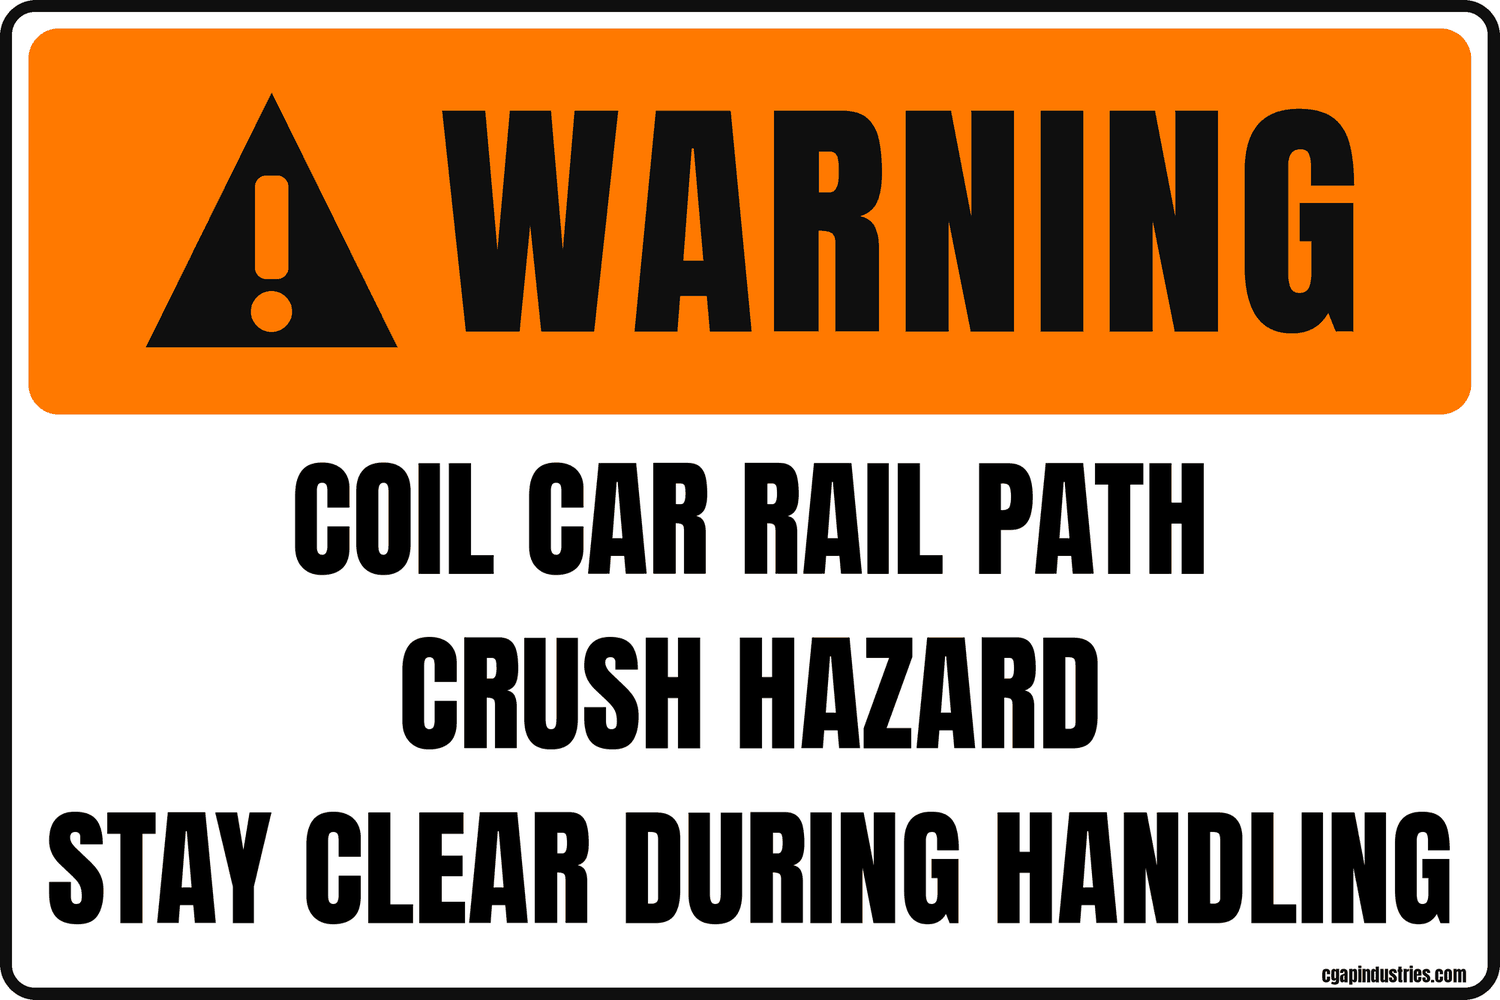 WARNING
COIL CAR RAIL PATH
CRUSH HAZARD
STAY CLEAR DURING HANDLING
cgapindustries.com